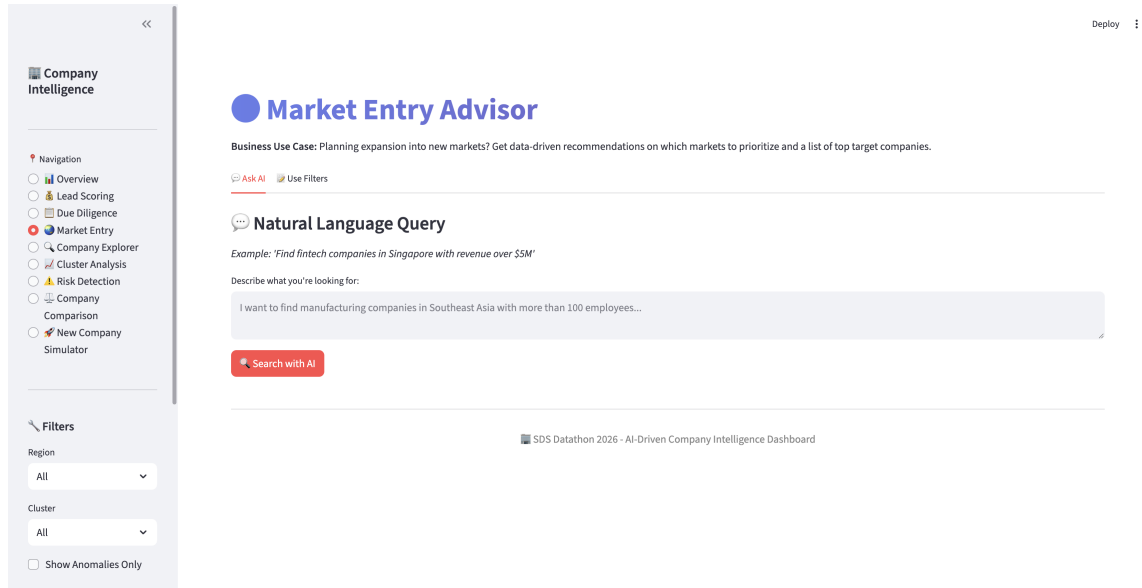 Deploy
Company
Intelligence
Navigation
Overview
Lead Scoring
Due Diligence
Market Entry
Company Explorer
Cluster Analysis
Risk Detection
Company
Comparison
New Company
Simulator
Filters
Region
All
Cluster
All
Show Anomalies Only
Market Entry Advisor
Business Use Case: Planning expansion into new markets? Get data-driven recommendations on which markets to prioritize and a list of top target companies.
Ask AI
Use Filters
Natural Language Query
Example: 'Find fintech companies in Singapore with revenue over $5M'
Describe what you're looking for:
I want to find manufacturing companies in Southeast Asia with more than 100 employees...
Search with AI
SDS Datathon 2026 - AI-Driven Company Intelligence Dashboard